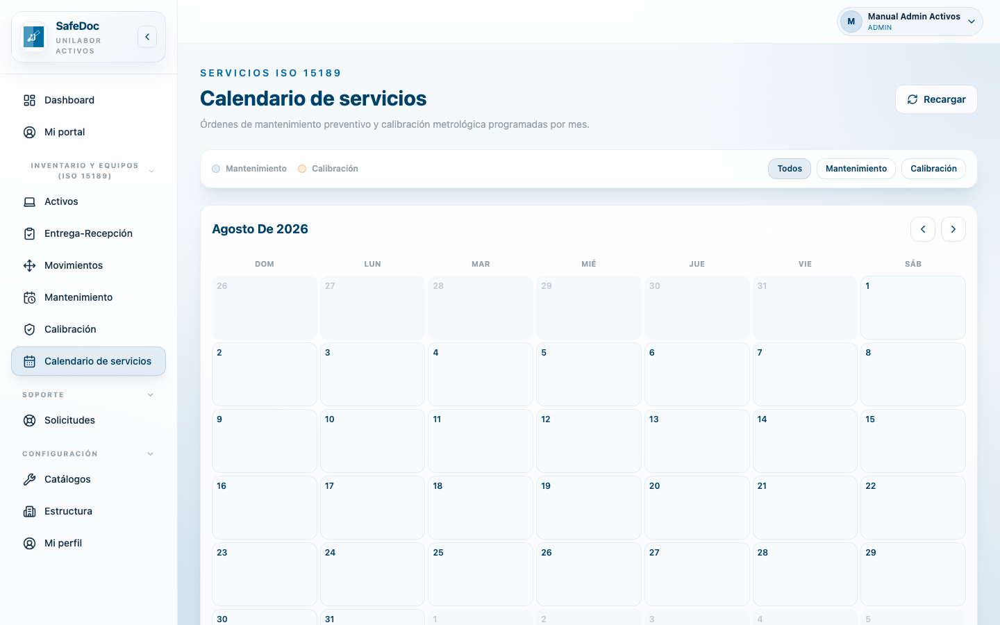 SafeDoc
UNILABOR
ACTIVOS
Dashboard
Mi portal
INVENTARIO Y EQUIPOS
(ISO 15189)
Activos
Entrega-Recepción
Movimientos
Mantenimiento
Calibración
Calendario de servicios
SOPORTE
Solicitudes
CONFIGURACIÓN
Catálogos
Estructura
Mi perfil
M
Manual Admin Activos
ADMIN
SERVICIOS ISO 15189
Calendario de servicios
Órdenes de mantenimiento preventivo y calibración metrológica programadas por mes.
Recargar
Mantenimiento Calibración
Todos Mantenimiento Calibración
Agosto De 2026
DOM LUN MAR MIÉ JUE VIE SÁB
26 27 28 29 30 31 1
2 3 4 5 6 7 8
9 10 11 12 13 14 15
16 17 18 19 20 21 22
23 24 25 26 27 28 29
30 31 1 2 3 4 5